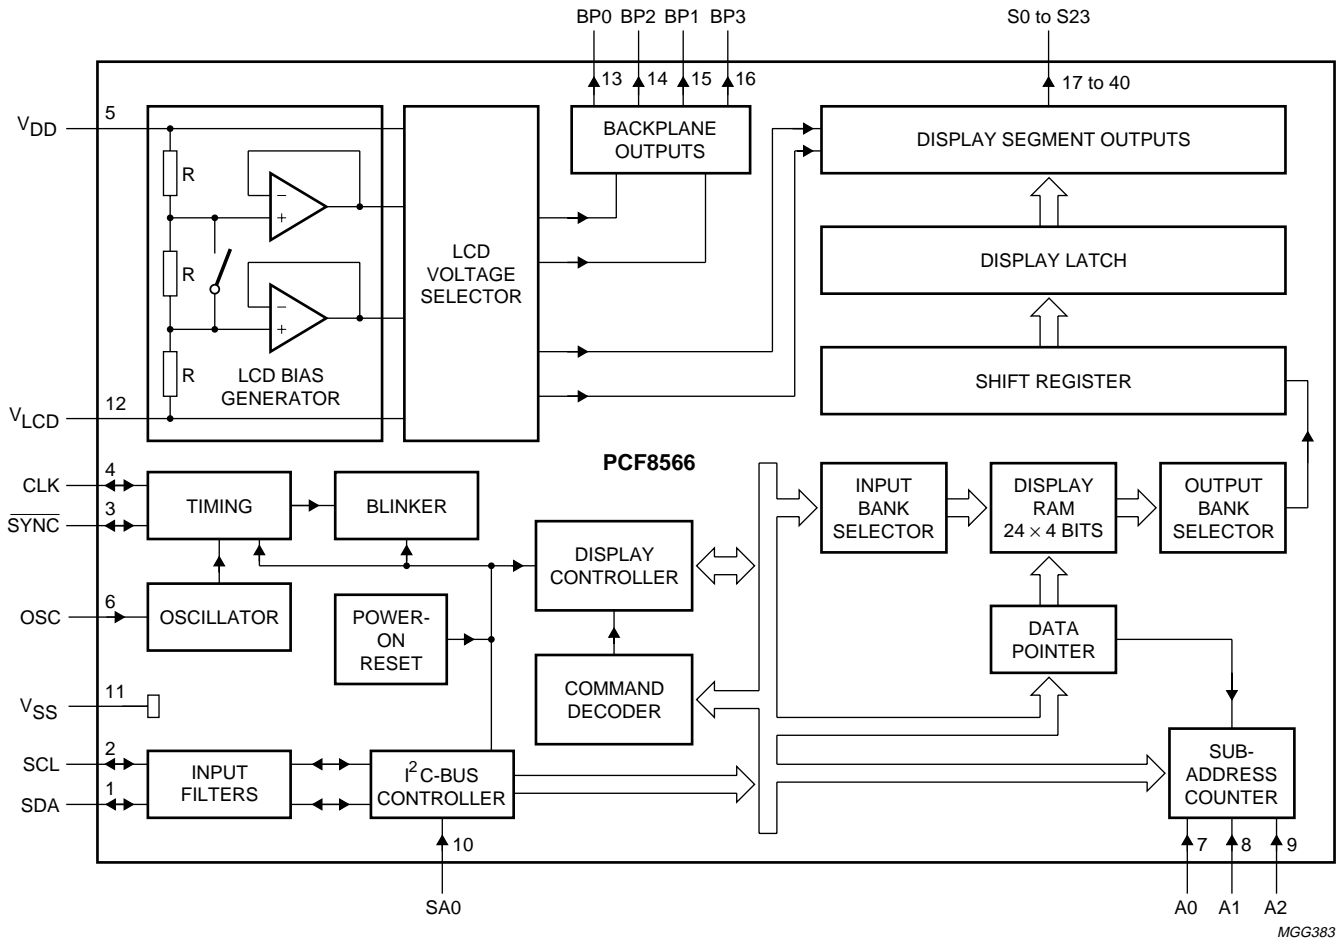 BP0 BP2 BP1 BP3
S0 to S23
13 14 15 16
17 to 40
VDD
5
BACKPLANE
OUTPUTS
DISPLAY SEGMENT OUTPUTS
R
−
+
R
−
+
R
LCD BIAS
GENERATOR
LCD
VOLTAGE
SELECTOR
DISPLAY LATCH
SHIFT REGISTER
VLCD
12
PCF8566
CLK
4
SYNC
3
TIMING
BLINKER
INPUT
BANK
SELECTOR
DISPLAY
RAM
24 × 4 BITS
OUTPUT
BANK
SELECTOR
DISPLAY
CONTROLLER
OSC
6
OSCILLATOR
POWER-
ON
RESET
DATA
POINTER
COMMAND
DECODER
VSS
11
SCL
2
SDA
1
INPUT
FILTERS
I2C-BUS
CONTROLLER
SUB-
ADDRESS
COUNTER
10
7 8 9
SA0
A0 A1 A2
MGG383